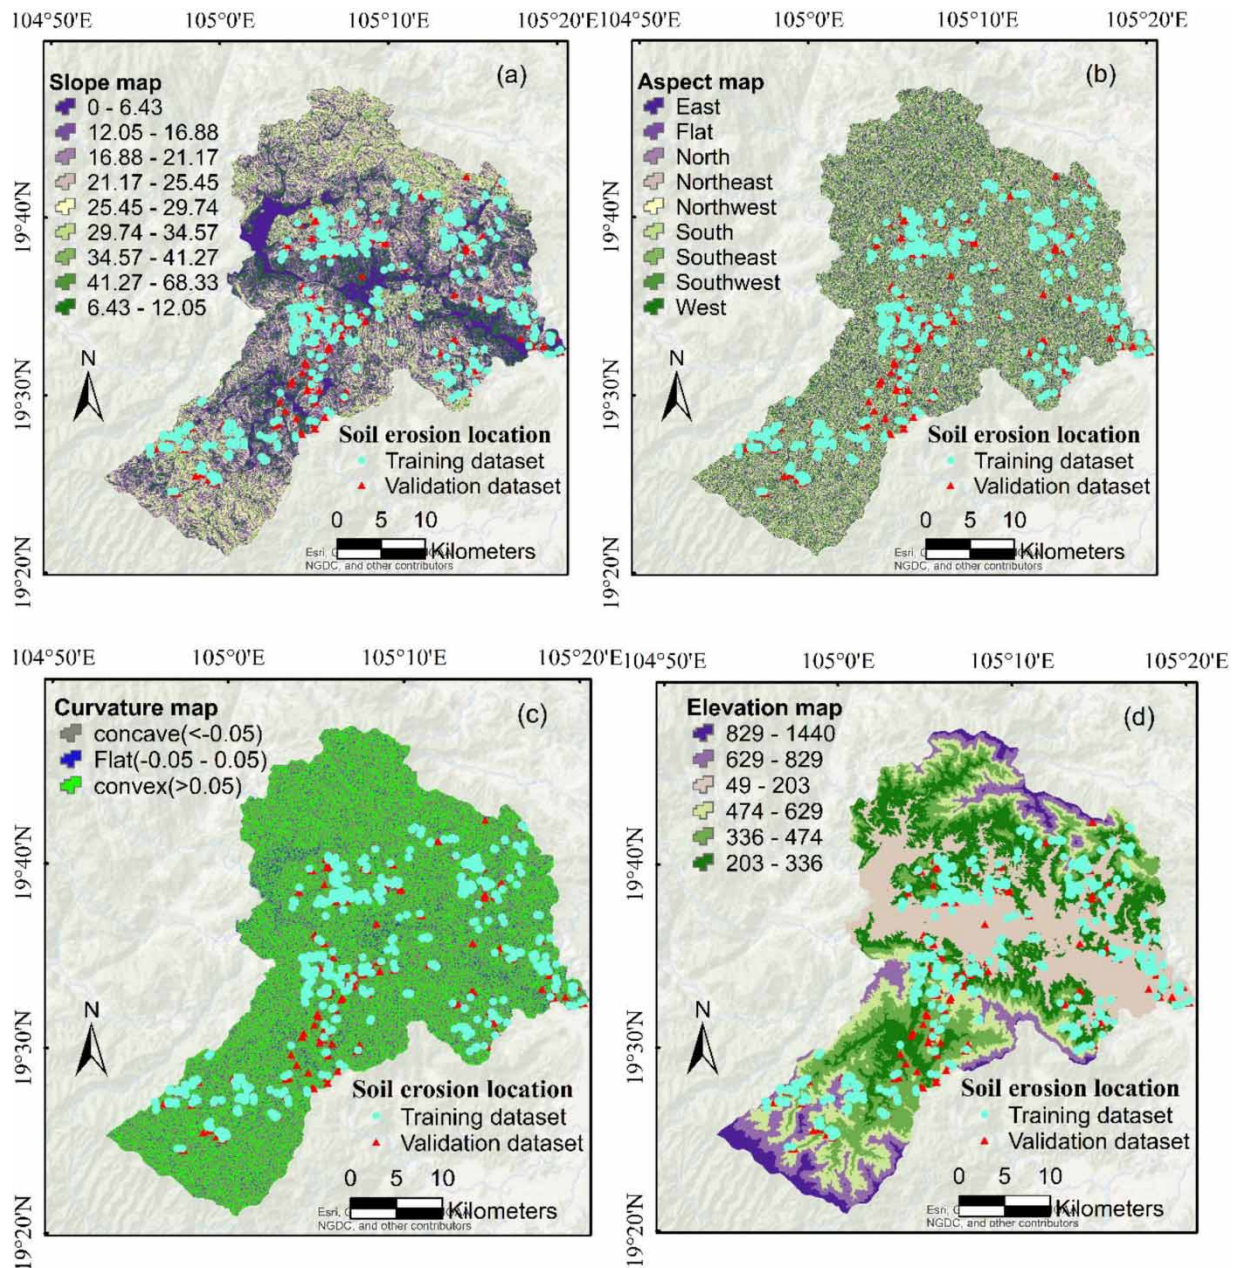 104°50'E 105°0'E 105°10'E 105°20'E
(a)
Slope map
0 - 6.43
12.05 - 16.88
16.88 - 21.17
21.17 - 25.45
25.45 - 29.74
29.74 - 34.57
34.57 - 41.27
41.27 - 68.33
6.43 - 12.05
19°40'N
19°30'N
19°20'N
N
Soil erosion location
Training dataset
Validation dataset
0 5 10
Kilometers
Esri,
NGDC, and other contributors
105°0'E 105°10'E 105°20'E
(b)
Aspect map
East
Flat
North
Northeast
Northwest
South
Southeast
Southwest
West
19°40'N
19°30'N
19°20'N
N
Soil erosion location
Training dataset
Validation dataset
0 5 10
Kilometers
Esri,
NGDC, and other contributors
104°50'E 105°0'E 105°10'E 105°20'E
(c)
Curvature map
concave(<-0.05)
Flat(-0.05 - 0.05)
convex(>0.05)
19°40'N
19°30'N
19°20'N
N
Soil erosion location
Training dataset
Validation dataset
0 5 10
Kilometers
Esri,
NGDC, and other contributors
104°50'E 105°0'E 105°10'E 105°20'E
(d)
Elevation map
829 - 1440
629 - 829
49 - 203
474 - 629
336 - 474
203 - 336
19°40'N
19°30'N
19°20'N
N
Soil erosion location
Training dataset
Validation dataset
0 5 10
Kilometers
Esri,
NGDC, and other contributors